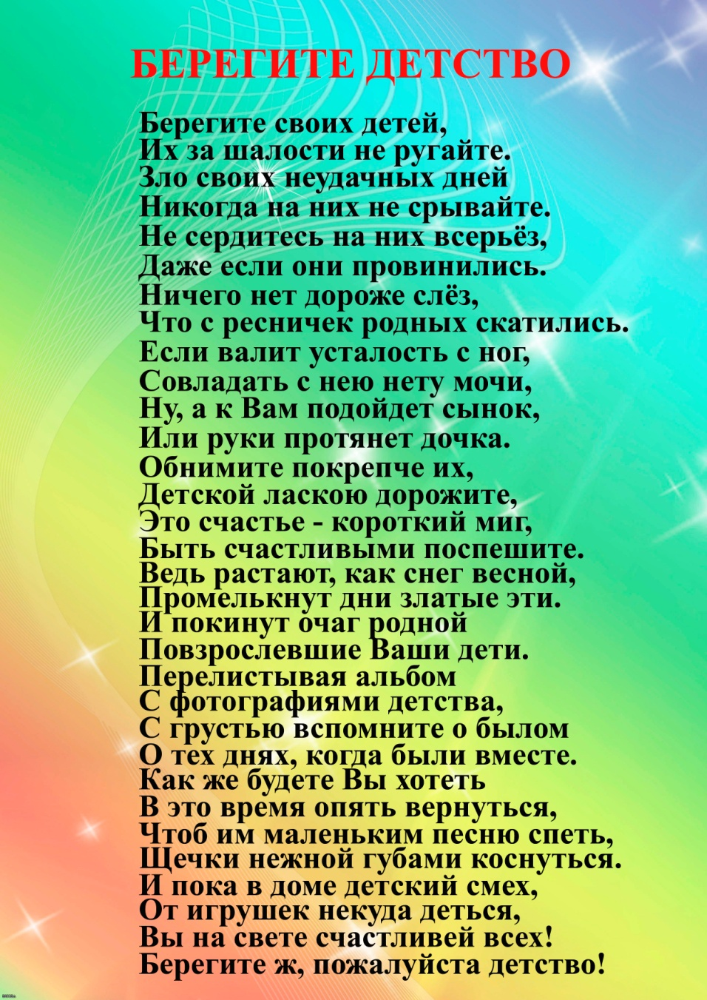 БЕРЕГИТЕ ДЕТСТВО
Берегите своих детей,
Их за шалости не ругайте.
Зло своих неудачных дней
Никогда на них не срывайте.
Не сердитесь на них всерьёз,
Даже если они провинились.
Ничего нет дороже слёз,
Что с ресничек родных скатились.
Если валит усталость с ног,
Совладать с нею нету мочи,
Ну, а к Вам подойдет сынок,
Или руки протянет дочка.
Обнимите покрепче их,
Детской ласкою дорожите,
Это счастье - короткий миг,
Быть счастливыми поспешите.
Ведь растают, как снег весной,
Промелькнут дни златые эти.
И покинут очаг родной
Повзрослевшие Ваши дети.
Перелистывая альбом
С фотографиями детства,
С грустью вспомните о былом
О тех днях, когда были вместе.
Как же будете Вы хотеть
В это время опять вернуться,
Чтоб им маленьким песню спеть,
Щечки нежной губами коснуться.
И пока в доме детский смех,
От игрушек некуда деться,
Вы на свете счастливей всех!
Берегите ж, пожалуйста детство!